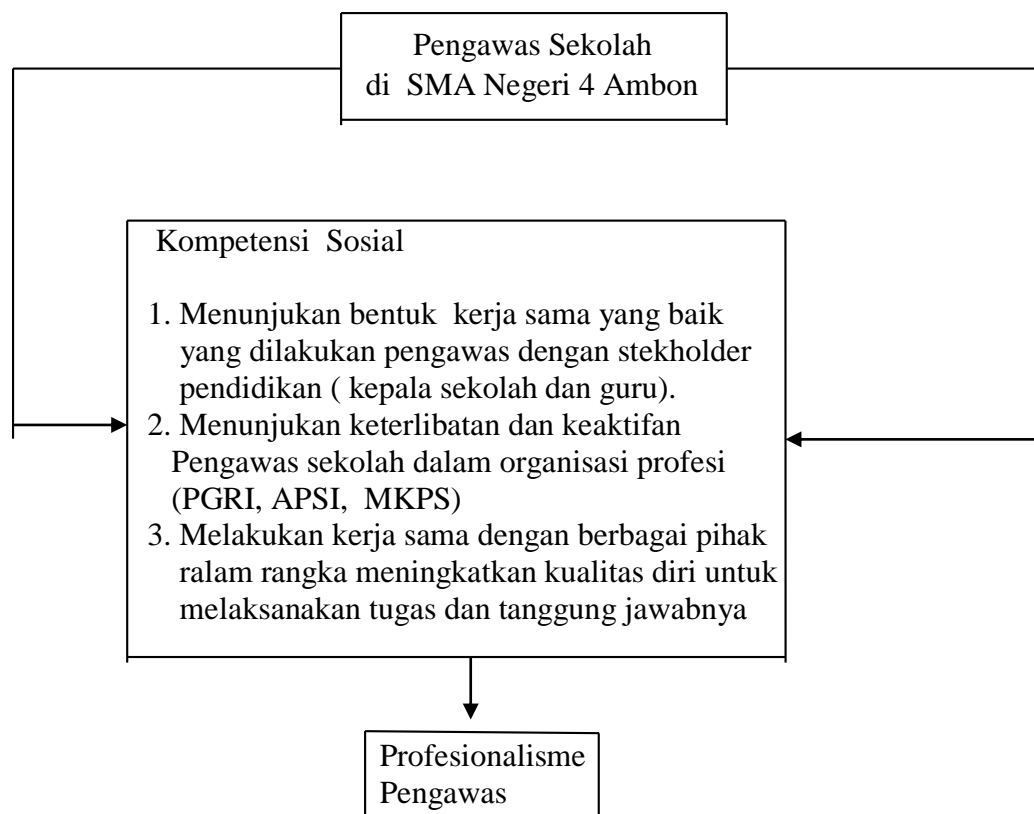 Pengawas Sekolah
di SMA Negeri 4 Ambon
Kompetensi Sosial
1. Menunjukan bentuk kerja sama yang baik
yang dilakukan pengawas dengan stekholder
pendidikan ( kepala sekolah dan guru).
2. Menunjukan keterlibatan dan keaktifan
Pengawas sekolah dalam organisasi profesi
(PGRI, APSI, MKPS)
3. Melakukan kerja sama dengan berbagai pihak
ralam rangka meningkatkan kualitas diri untuk
melaksanakan tugas dan tanggung jawabnya
Profesionalisme
Pengawas